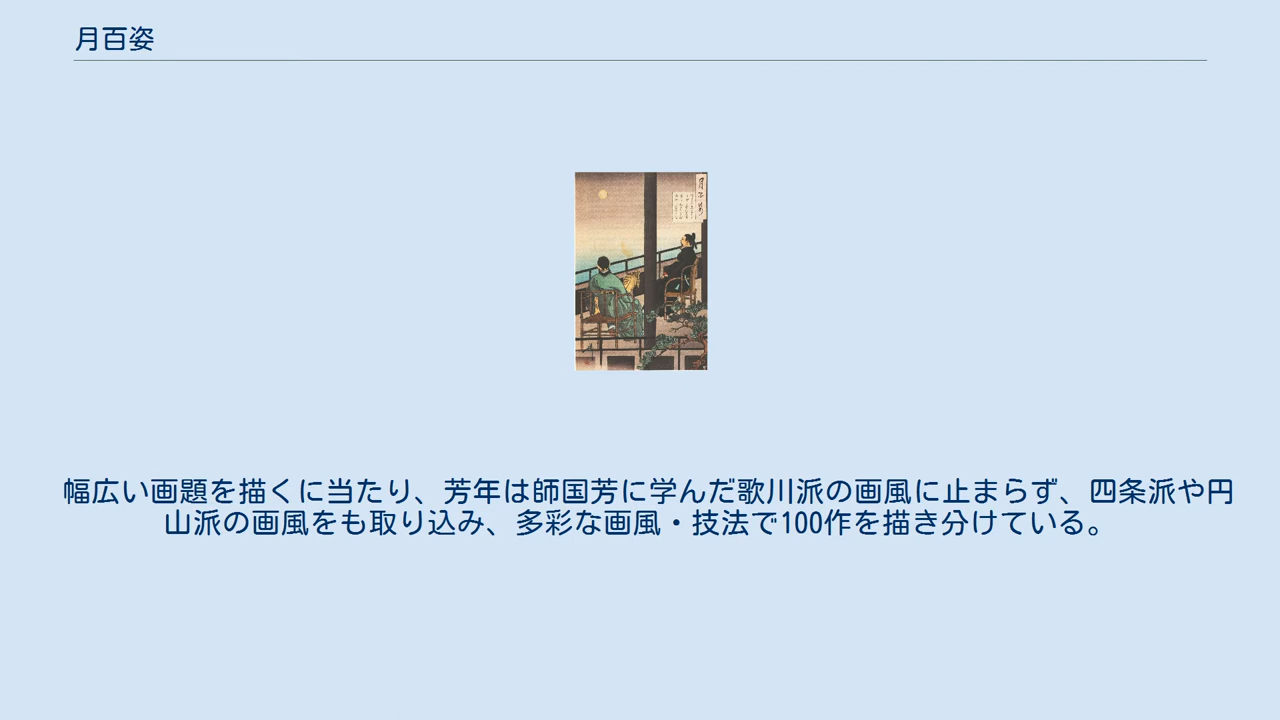 月百姿
幅広い画題を描くに当たり、芳年は師国芳に学んだ歌川派の画風に止まらず、四条派や円
山派の画風をも取り込み、多彩な画風・技法で100作を描き分けている。